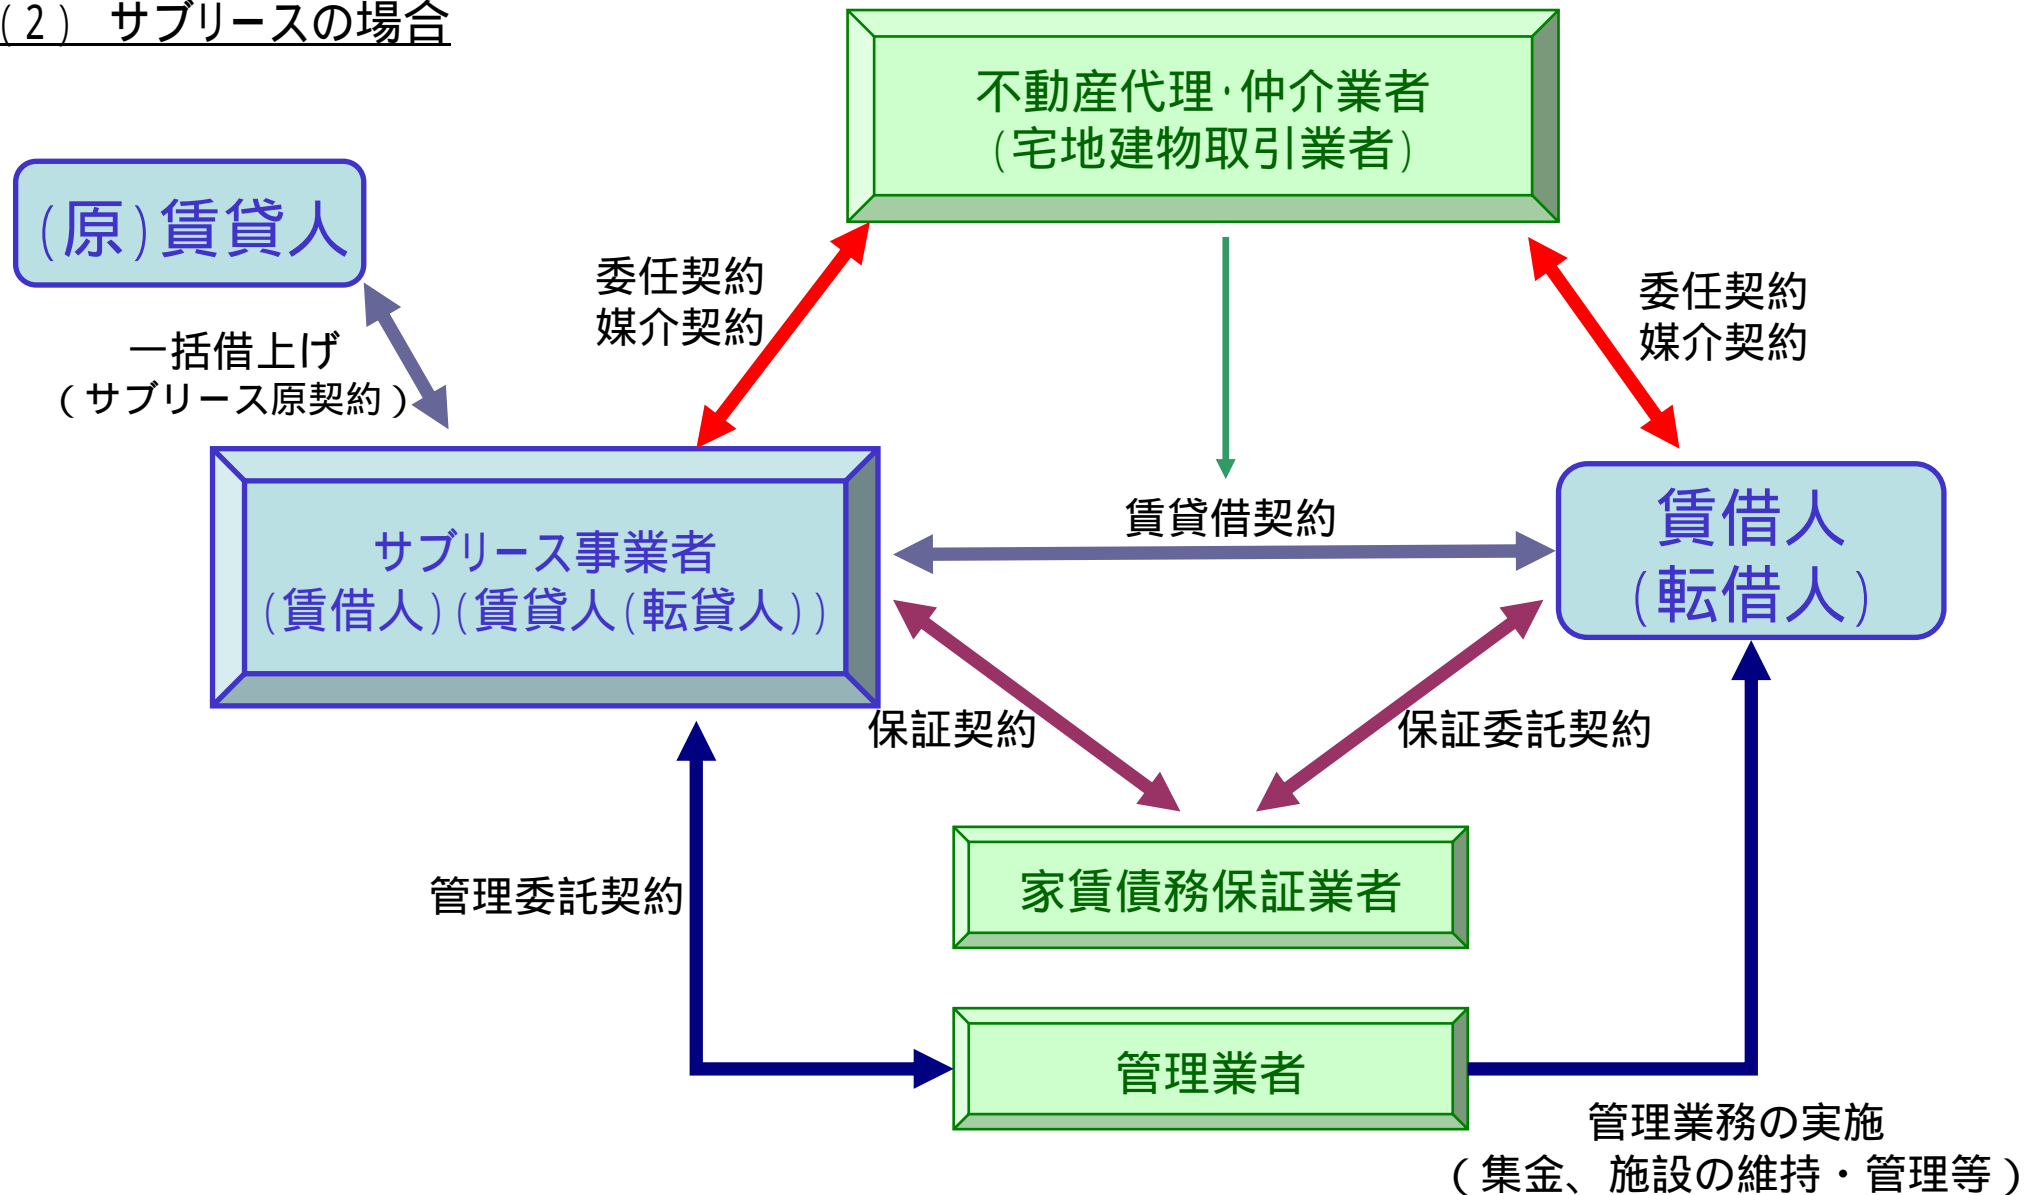 (2) サブリースの場合
不動産代理・仲介業者
(宅地建物取引業者)
(原)賃貸人
委任契約
媒介契約
委任契約
媒介契約
一括借上げ
(サブリース原契約)
賃貸借契約
サブリース事業者
(賃借人)(賃貸人(転貸人))
賃借人
(転借人)
保証契約
保証委託契約
家賃債務保証業者
管理委託契約
管理業者
管理業務の実施
(集金、施設の維持・管理等)